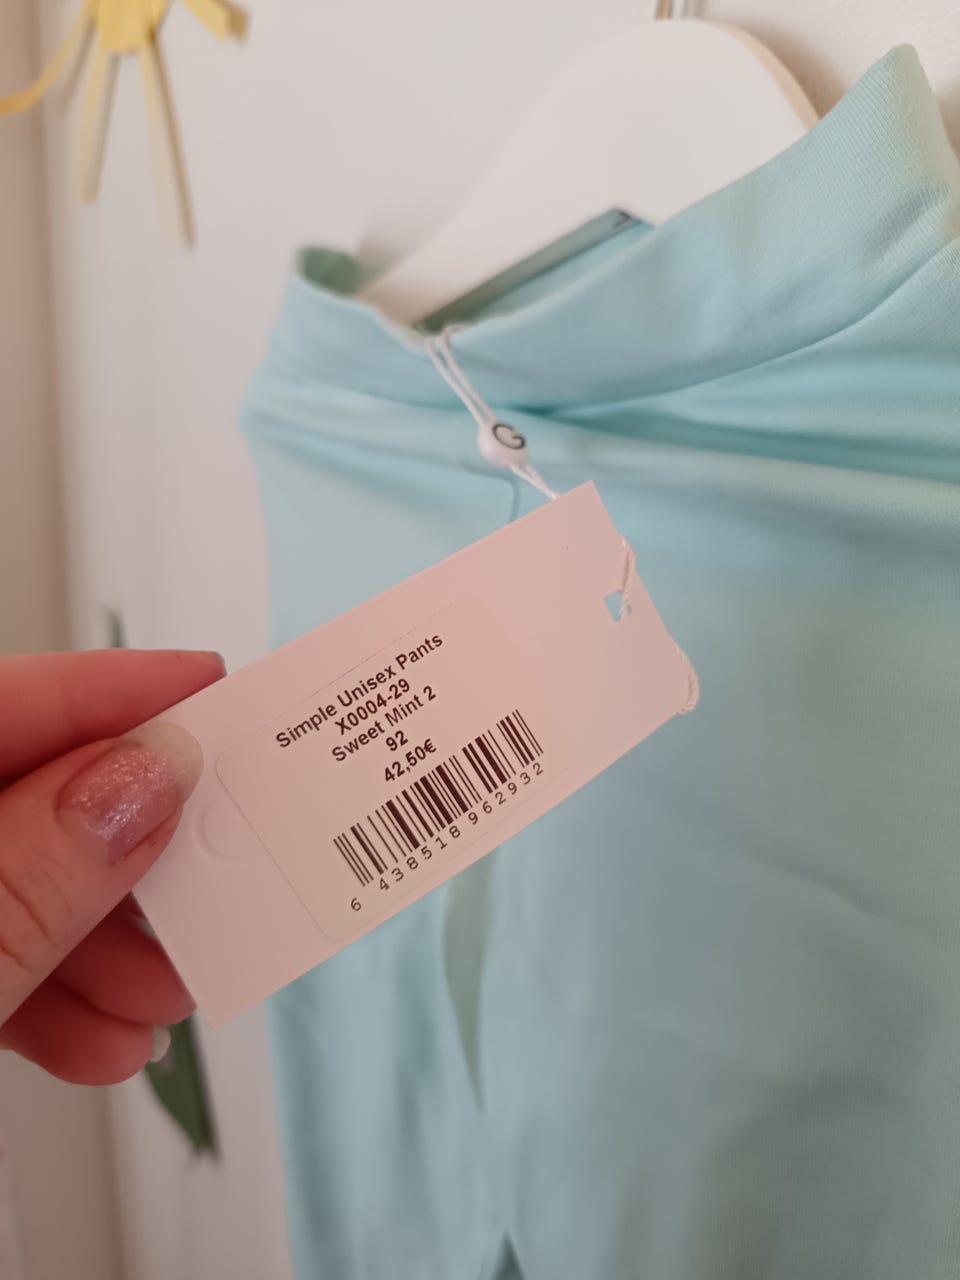 G
Simple Unisex Pants
X0004-29
Sweet Mint 2
92
42,50€
6 438518 962932